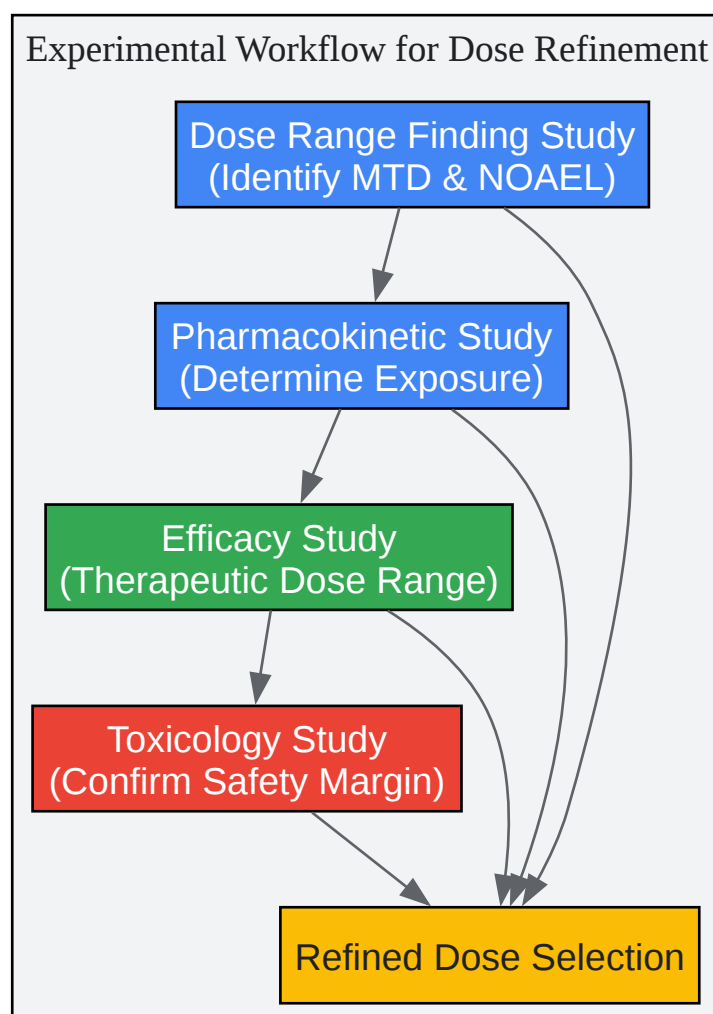 Experimental Workflow for Dose Refinement
Dose Range Finding Study
(Identify MTD & NOAEL)
Pharmacokinetic Study
(Determine Exposure)
Efficacy Study
(Therapeutic Dose Range)
Toxicology Study
(Confirm Safety Margin)
Refined Dose Selection